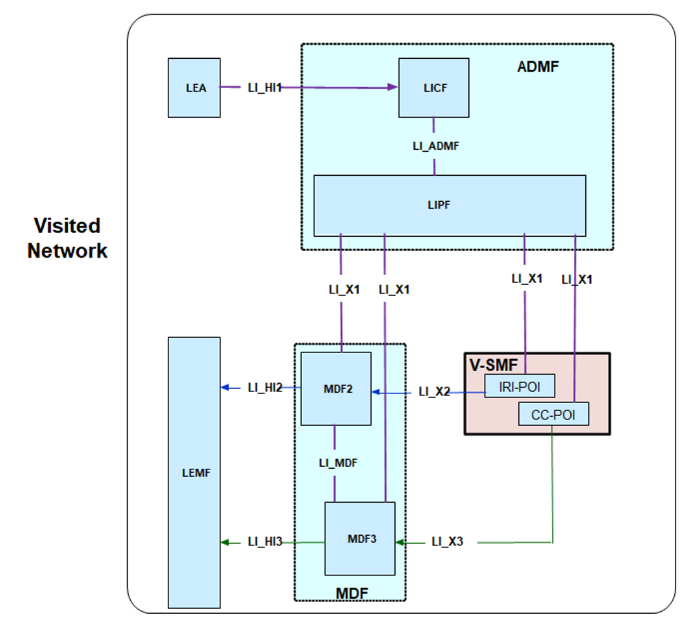 ADMF
LEA
LI_HI1
LICF
LI_ADMF
LIPF
Visited
Network
LI_X1
LI_X1
LI_X1
LI_X1
V-SMF
IRI-POI
CC-POI
LI_HI2
MDF2
LI_X2
LI_MDF
LEMF
LI_HI3
MDF3
LI_X3
MDF